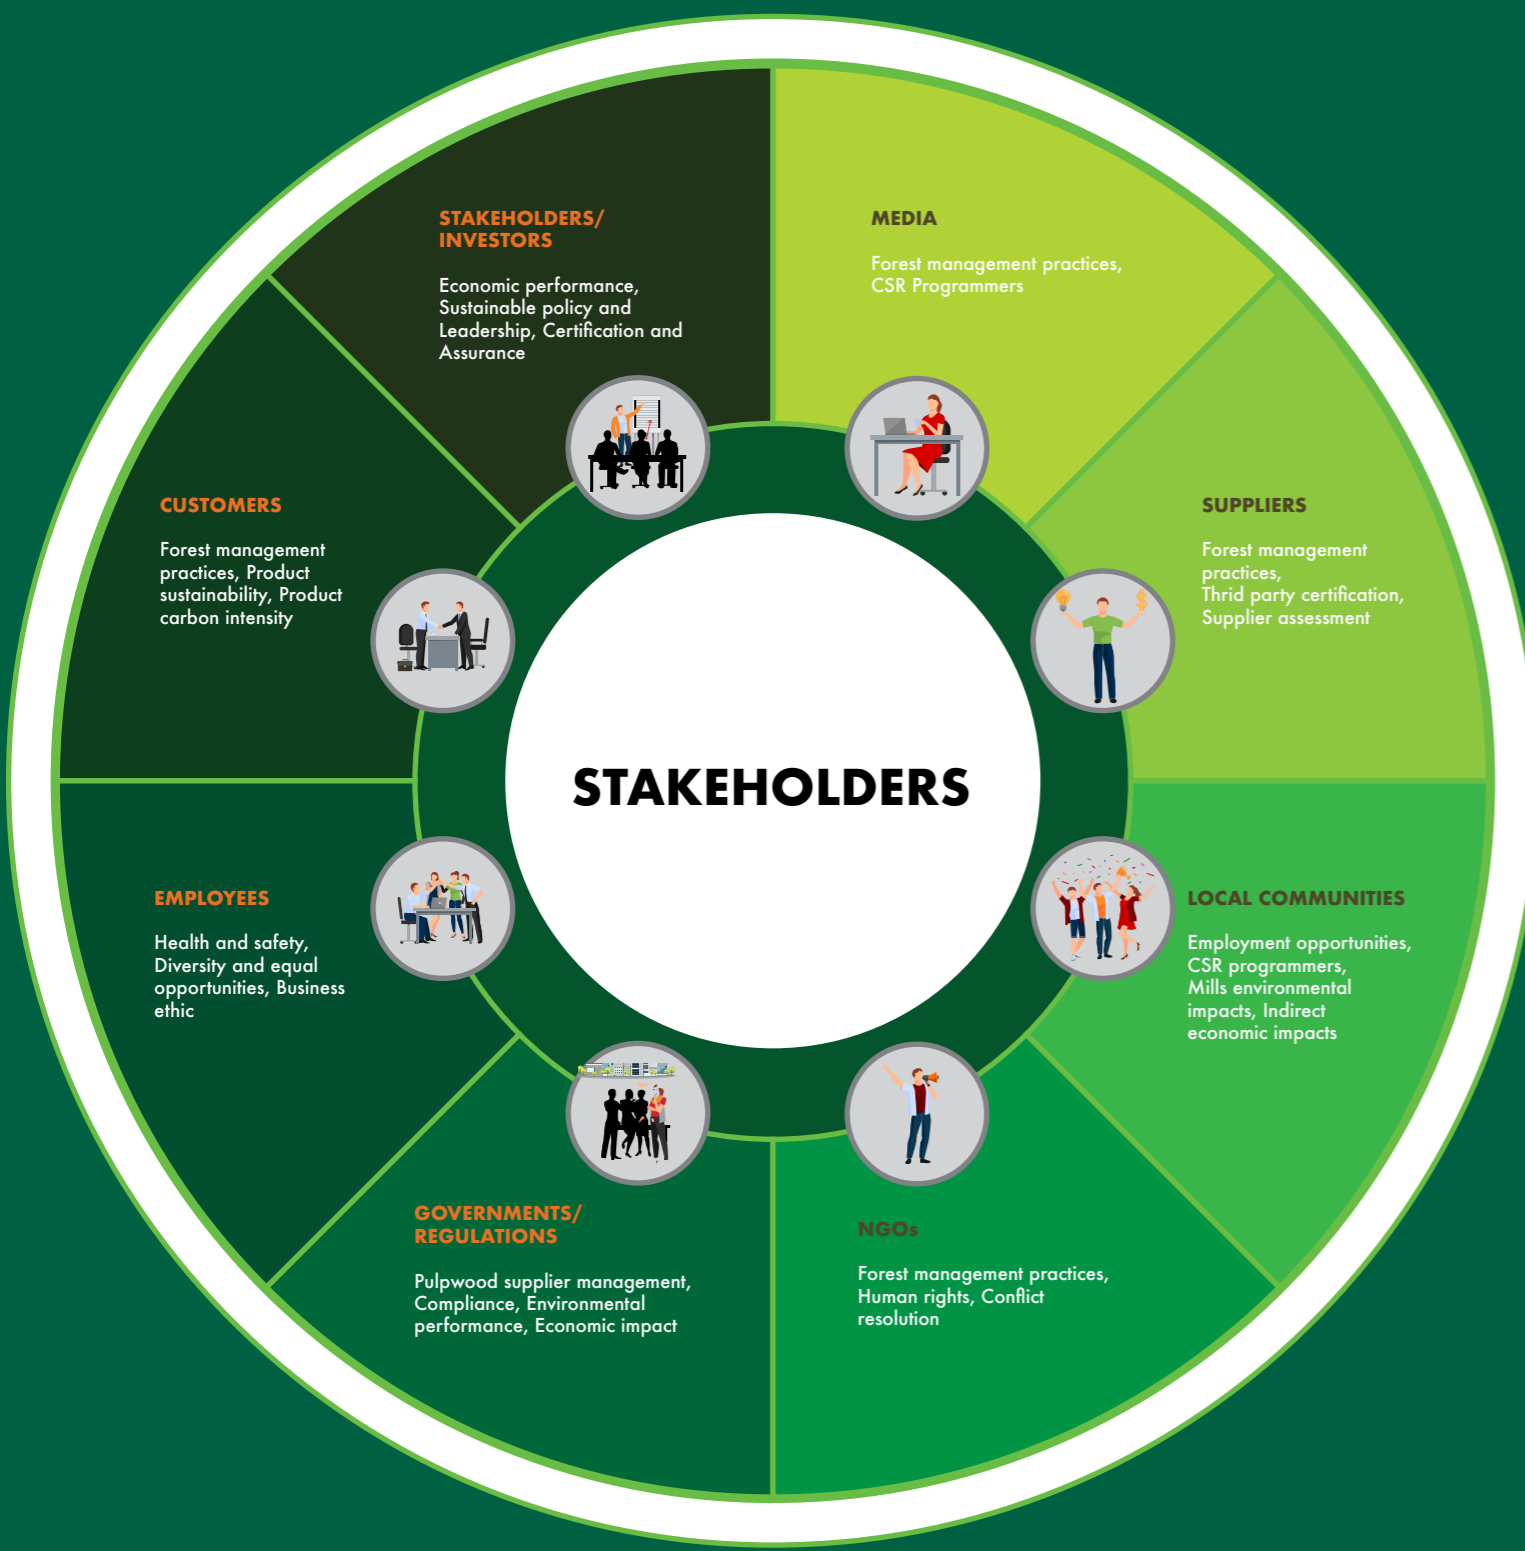 STAKEHOLDERS/
INVESTORS
Economic performance,
Sustainable policy and
Leadership, Certification and
Assurance
MEDIA
Forest management practices,
CSR Programmers
CUSTOMERS
Forest management
practices, Product
sustainability, Product
carbon intensity
SUPPLIERS
Forest management
practices,
Thrid party certification,
Supplier assessment
STAKEHOLDERS
EMPLOYEES
Health and safety,
Diversity and equal
opportunities, Business
ethic
LOCAL COMMUNITIES
Employment opportunities,
CSR programmers,
Mills environmental
impacts, Indirect
economic impacts
GOVERNMENTS/
REGULATIONS
Pulpwood supplier management,
Compliance, Environmental
performance, Economic impact
NGOs
Forest management practices,
Human rights, Conflict
resolution